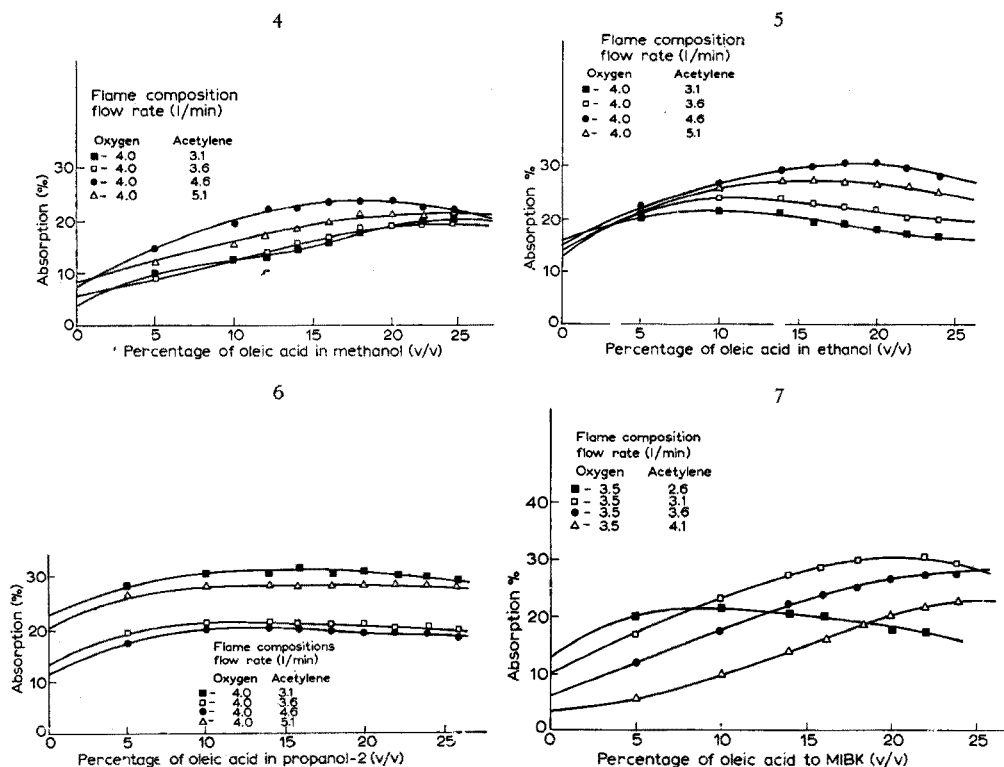 4
Flame composition
flow rate (l/min)
Oxygen Acetylene
■ - 4.0 3.1
□ - 4.0 3.6
● - 4.0 4.6
△ - 4.0 5.1
Absorption (%)
30
20
10
0
0 5 10 15 20 25
Percentage of oleic acid in methanol (v/v)
5
Flame composition
flow rate (l/min)
Oxygen Acetylene
■ - 4.0 3.1
□ - 4.0 3.6
● - 4.0 4.6
△ - 4.0 5.1
Absorption %
30
20
10
0
0 5 10 15 20 25
Percentage of oleic acid in ethanol (v/v)
6
Absorption (%)
30
20
10
0
Flame compositions
flow rate (l/min)
Oxygen Acetylene
■ - 4.0 3.1
□ - 4.0 3.6
● - 4.0 4.6
△ - 4.0 5.1
0 5 10 15 20 25
Percentage of oleic acid in propanol-2 (v/v)
7
Flame composition
flow rate (l/min)
Oxygen Acetylene
■ - 3.5 2.6
□ - 3.5 3.1
● - 3.5 3.6
△ - 3.5 4.1
Absorption %
40
30
20
10
0
0 5 10 15 20 25
Percentage of oleic acid to MIBK (v/v)